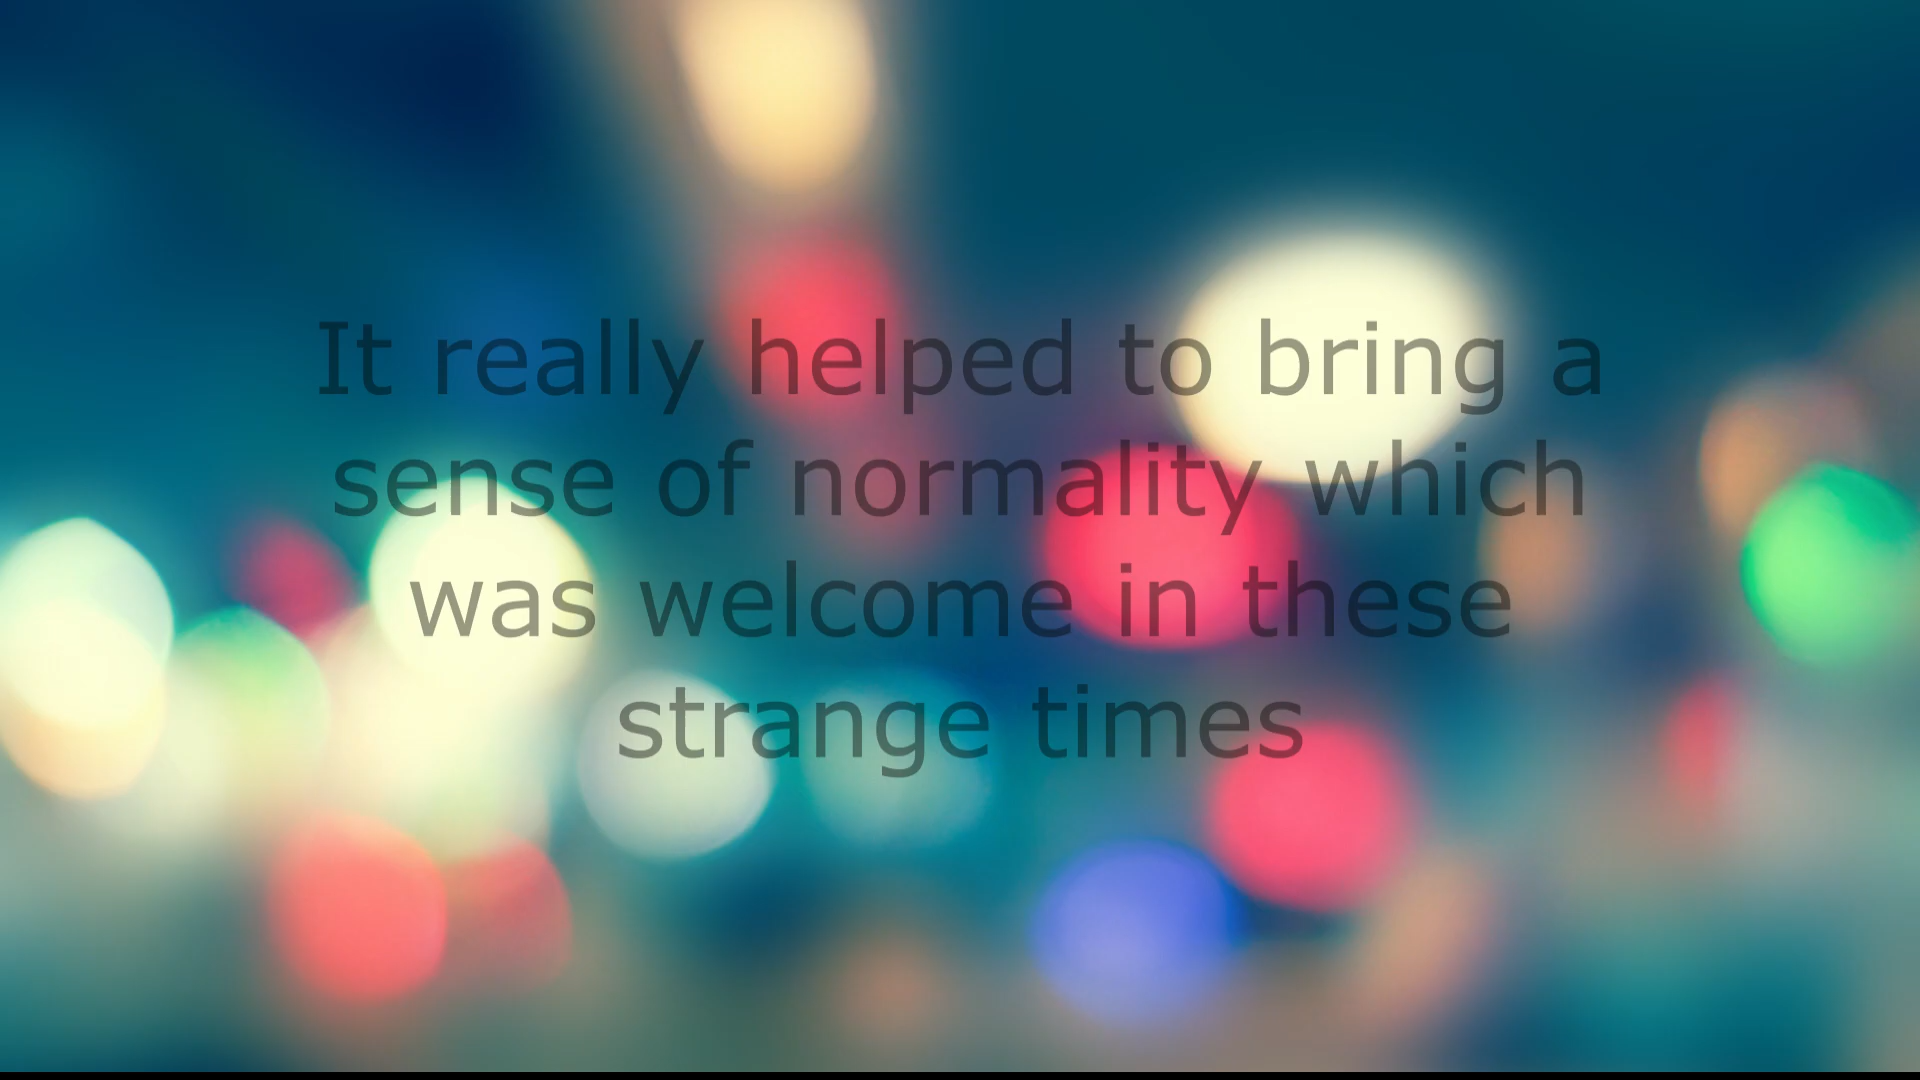 It really helped to bring a
sense of normality which
was welcome in these
strange times